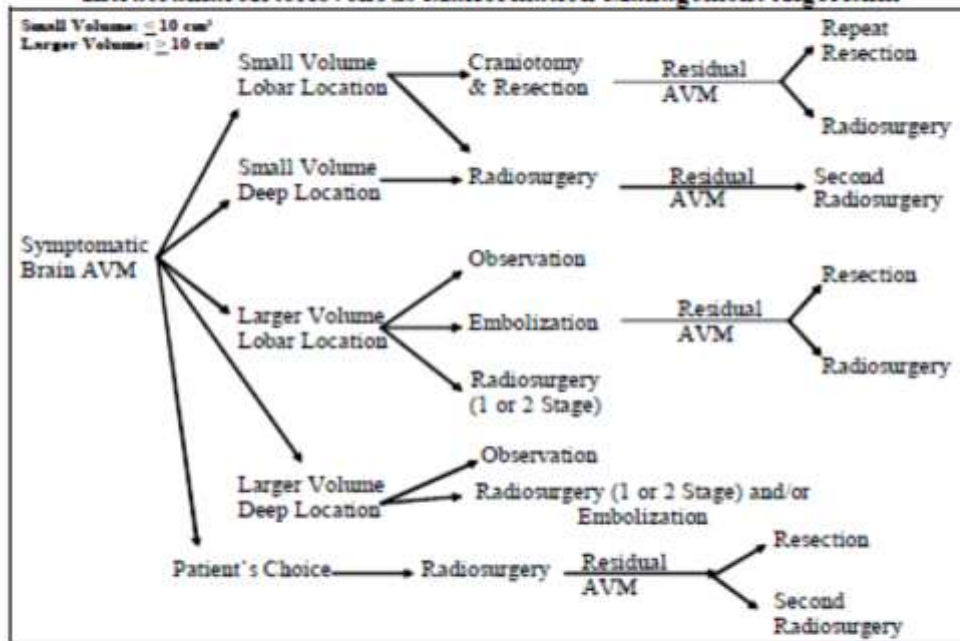 Small Volume: ≤ 10 cm³
Larger Volume: ≥ 10 cm³
Small Volume
Lobar Location
Craniotomy
& Resection
Residual
AVM
Repeat
Resection
Radiosurgery
Small Volume
Deep Location
Radiosurgery
Residual
AVM
Second
Radiosurgery
Symptomatic
Brain AVM
Larger Volume
Lobar Location
Observation
Embolization
Radiosurgery
(1 or 2 Stage)
Residual
AVM
Resection
Radiosurgery
Larger Volume
Deep Location
Observation
Radiosurgery (1 or 2 Stage) and/or
Embolization
Patient's Choice
Radiosurgery
Residual
AVM
Resection
Second
Radiosurgery